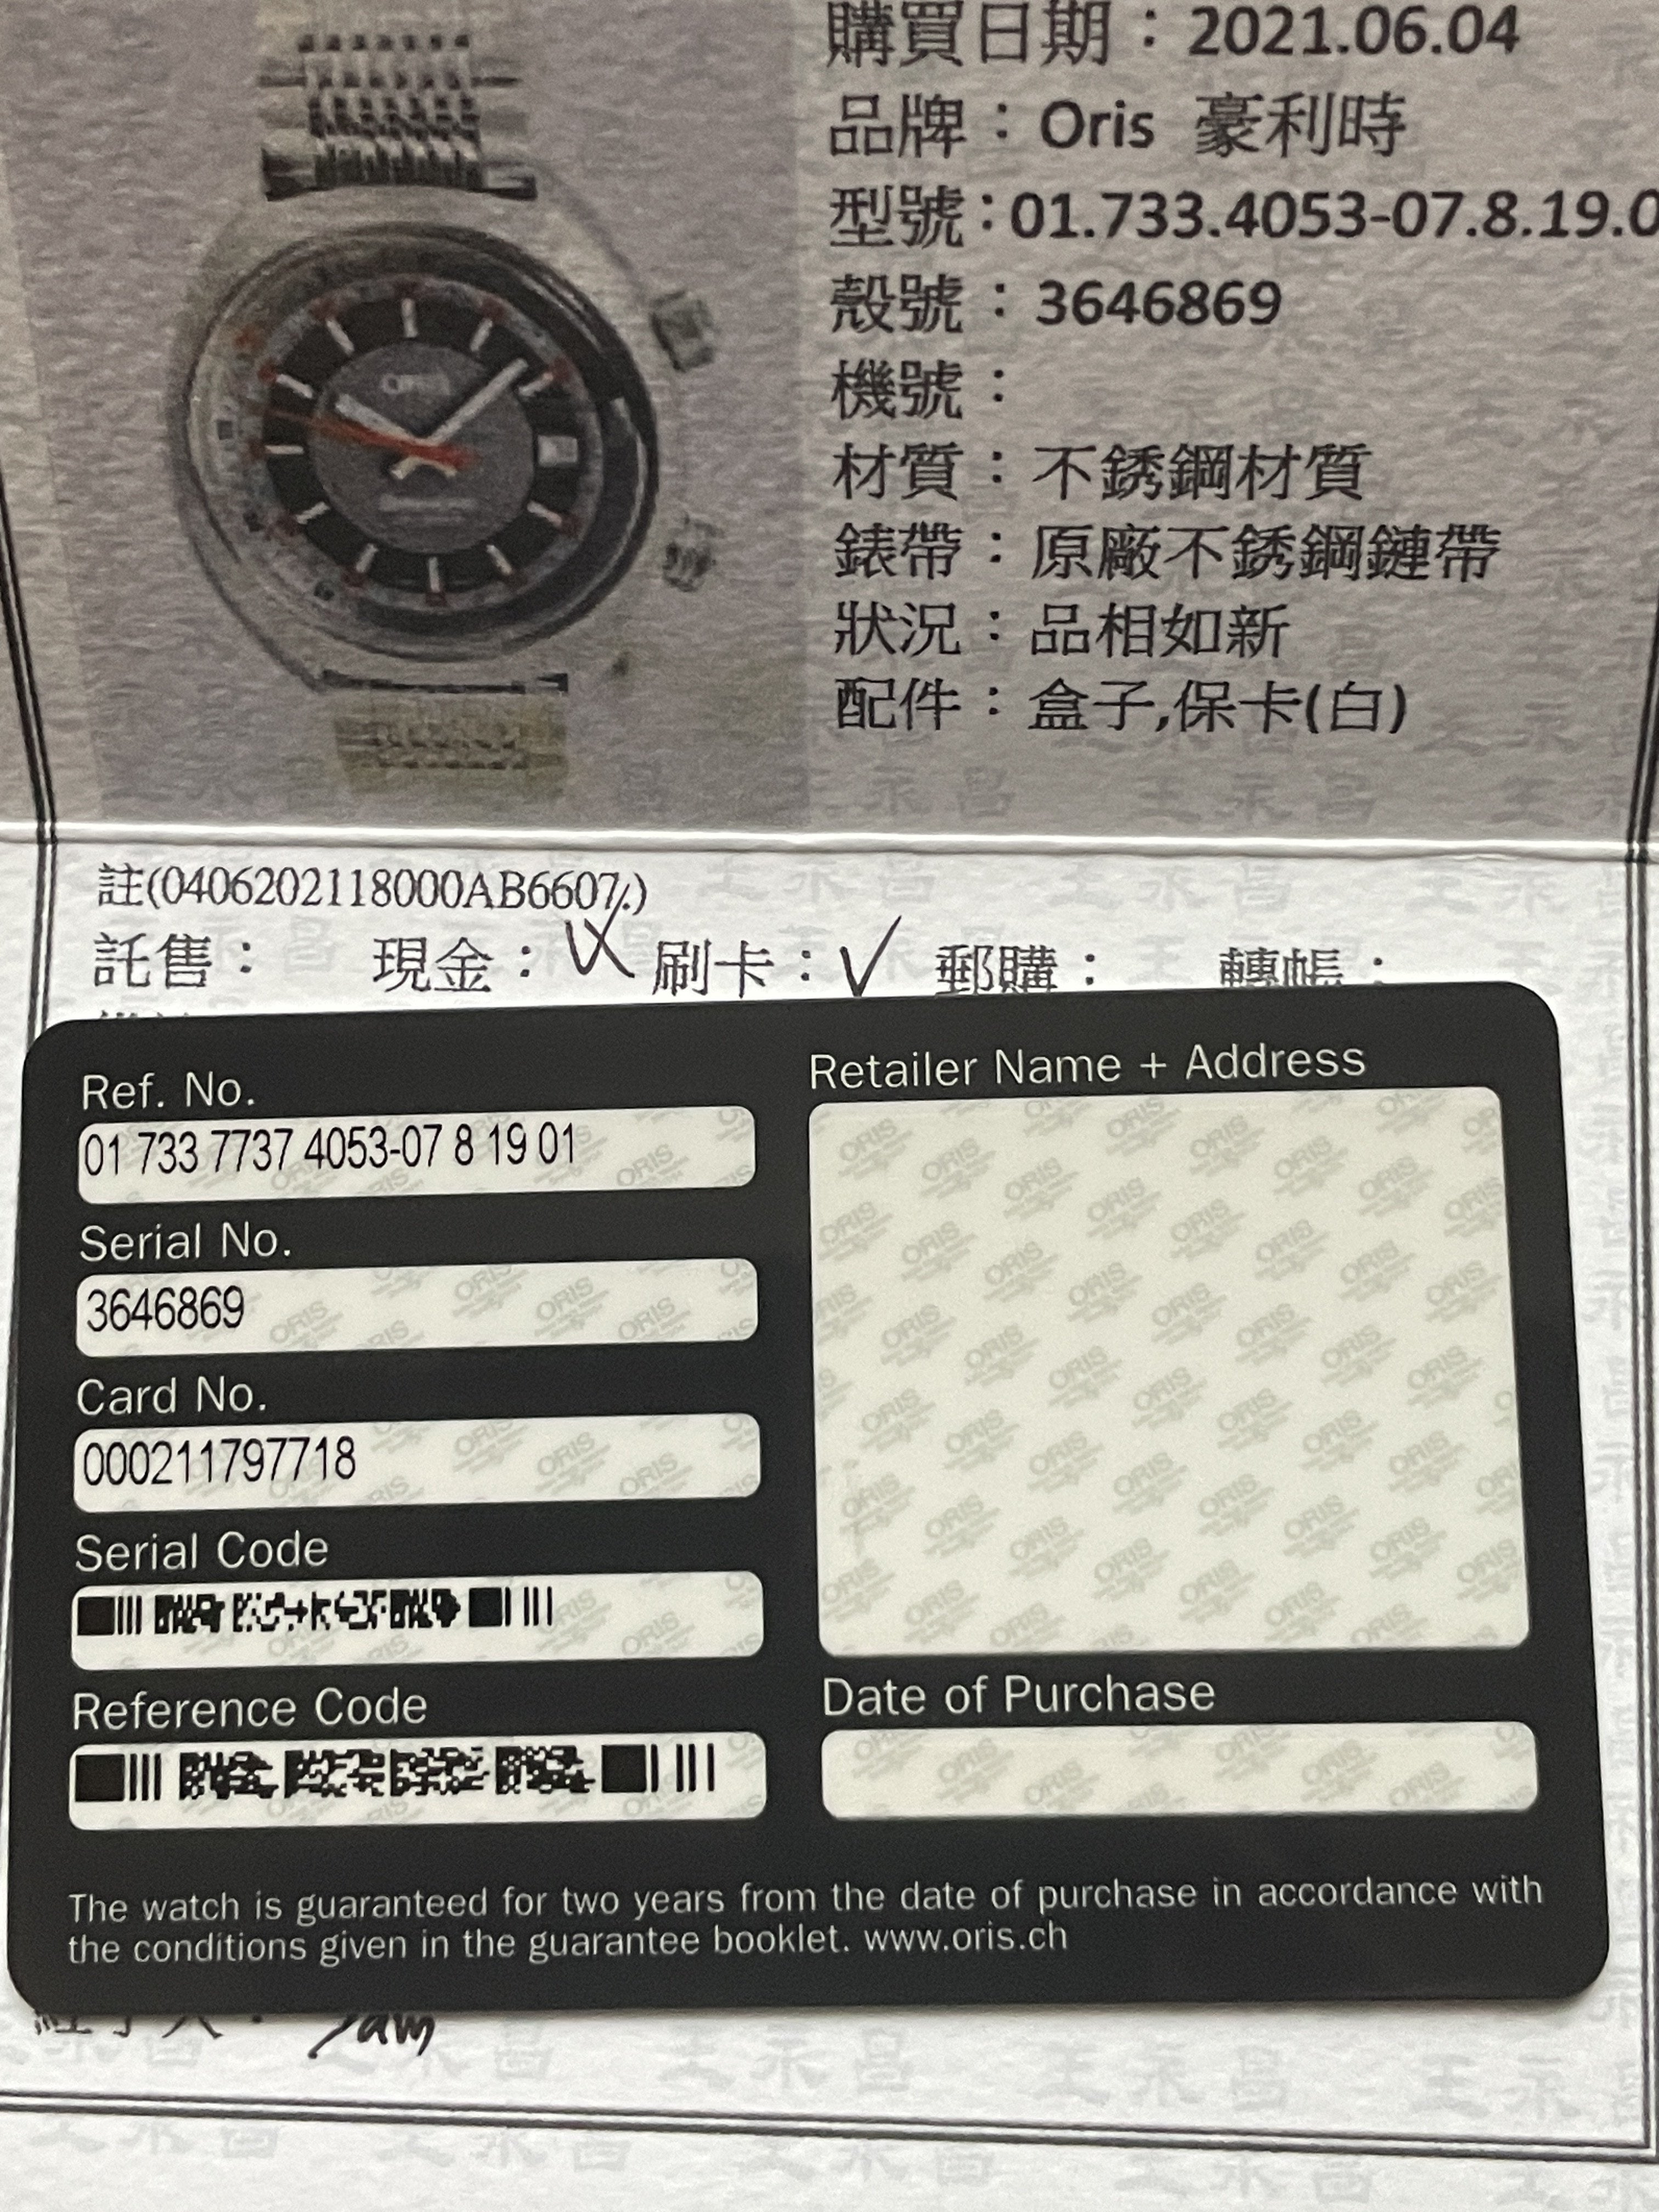 購買日期：2021.06.04
品牌：Oris 豪利時
型號：01.733.4053-07.8.19.0
殼號：3646869
機號：
材質：不銹鋼材質
錶帶：原廠不銹鋼鏈帶
狀況：品相如新
配件：盒子,保卡(白)
ORIS
註(0406202118000AB6607.)
託售： 現金： 刷卡：✓ 郵購： 轉帳：
Ref. No.
01 733 7737 4053-07 8 19 01
Serial No.
3646869
Card No.
000211797718
Serial Code
Reference Code
Retailer Name + Address
Date of Purchase
The watch is guaranteed for two years from the date of purchase in accordance with
the conditions given in the guarantee booklet. www.oris.ch
Sam
王永昌